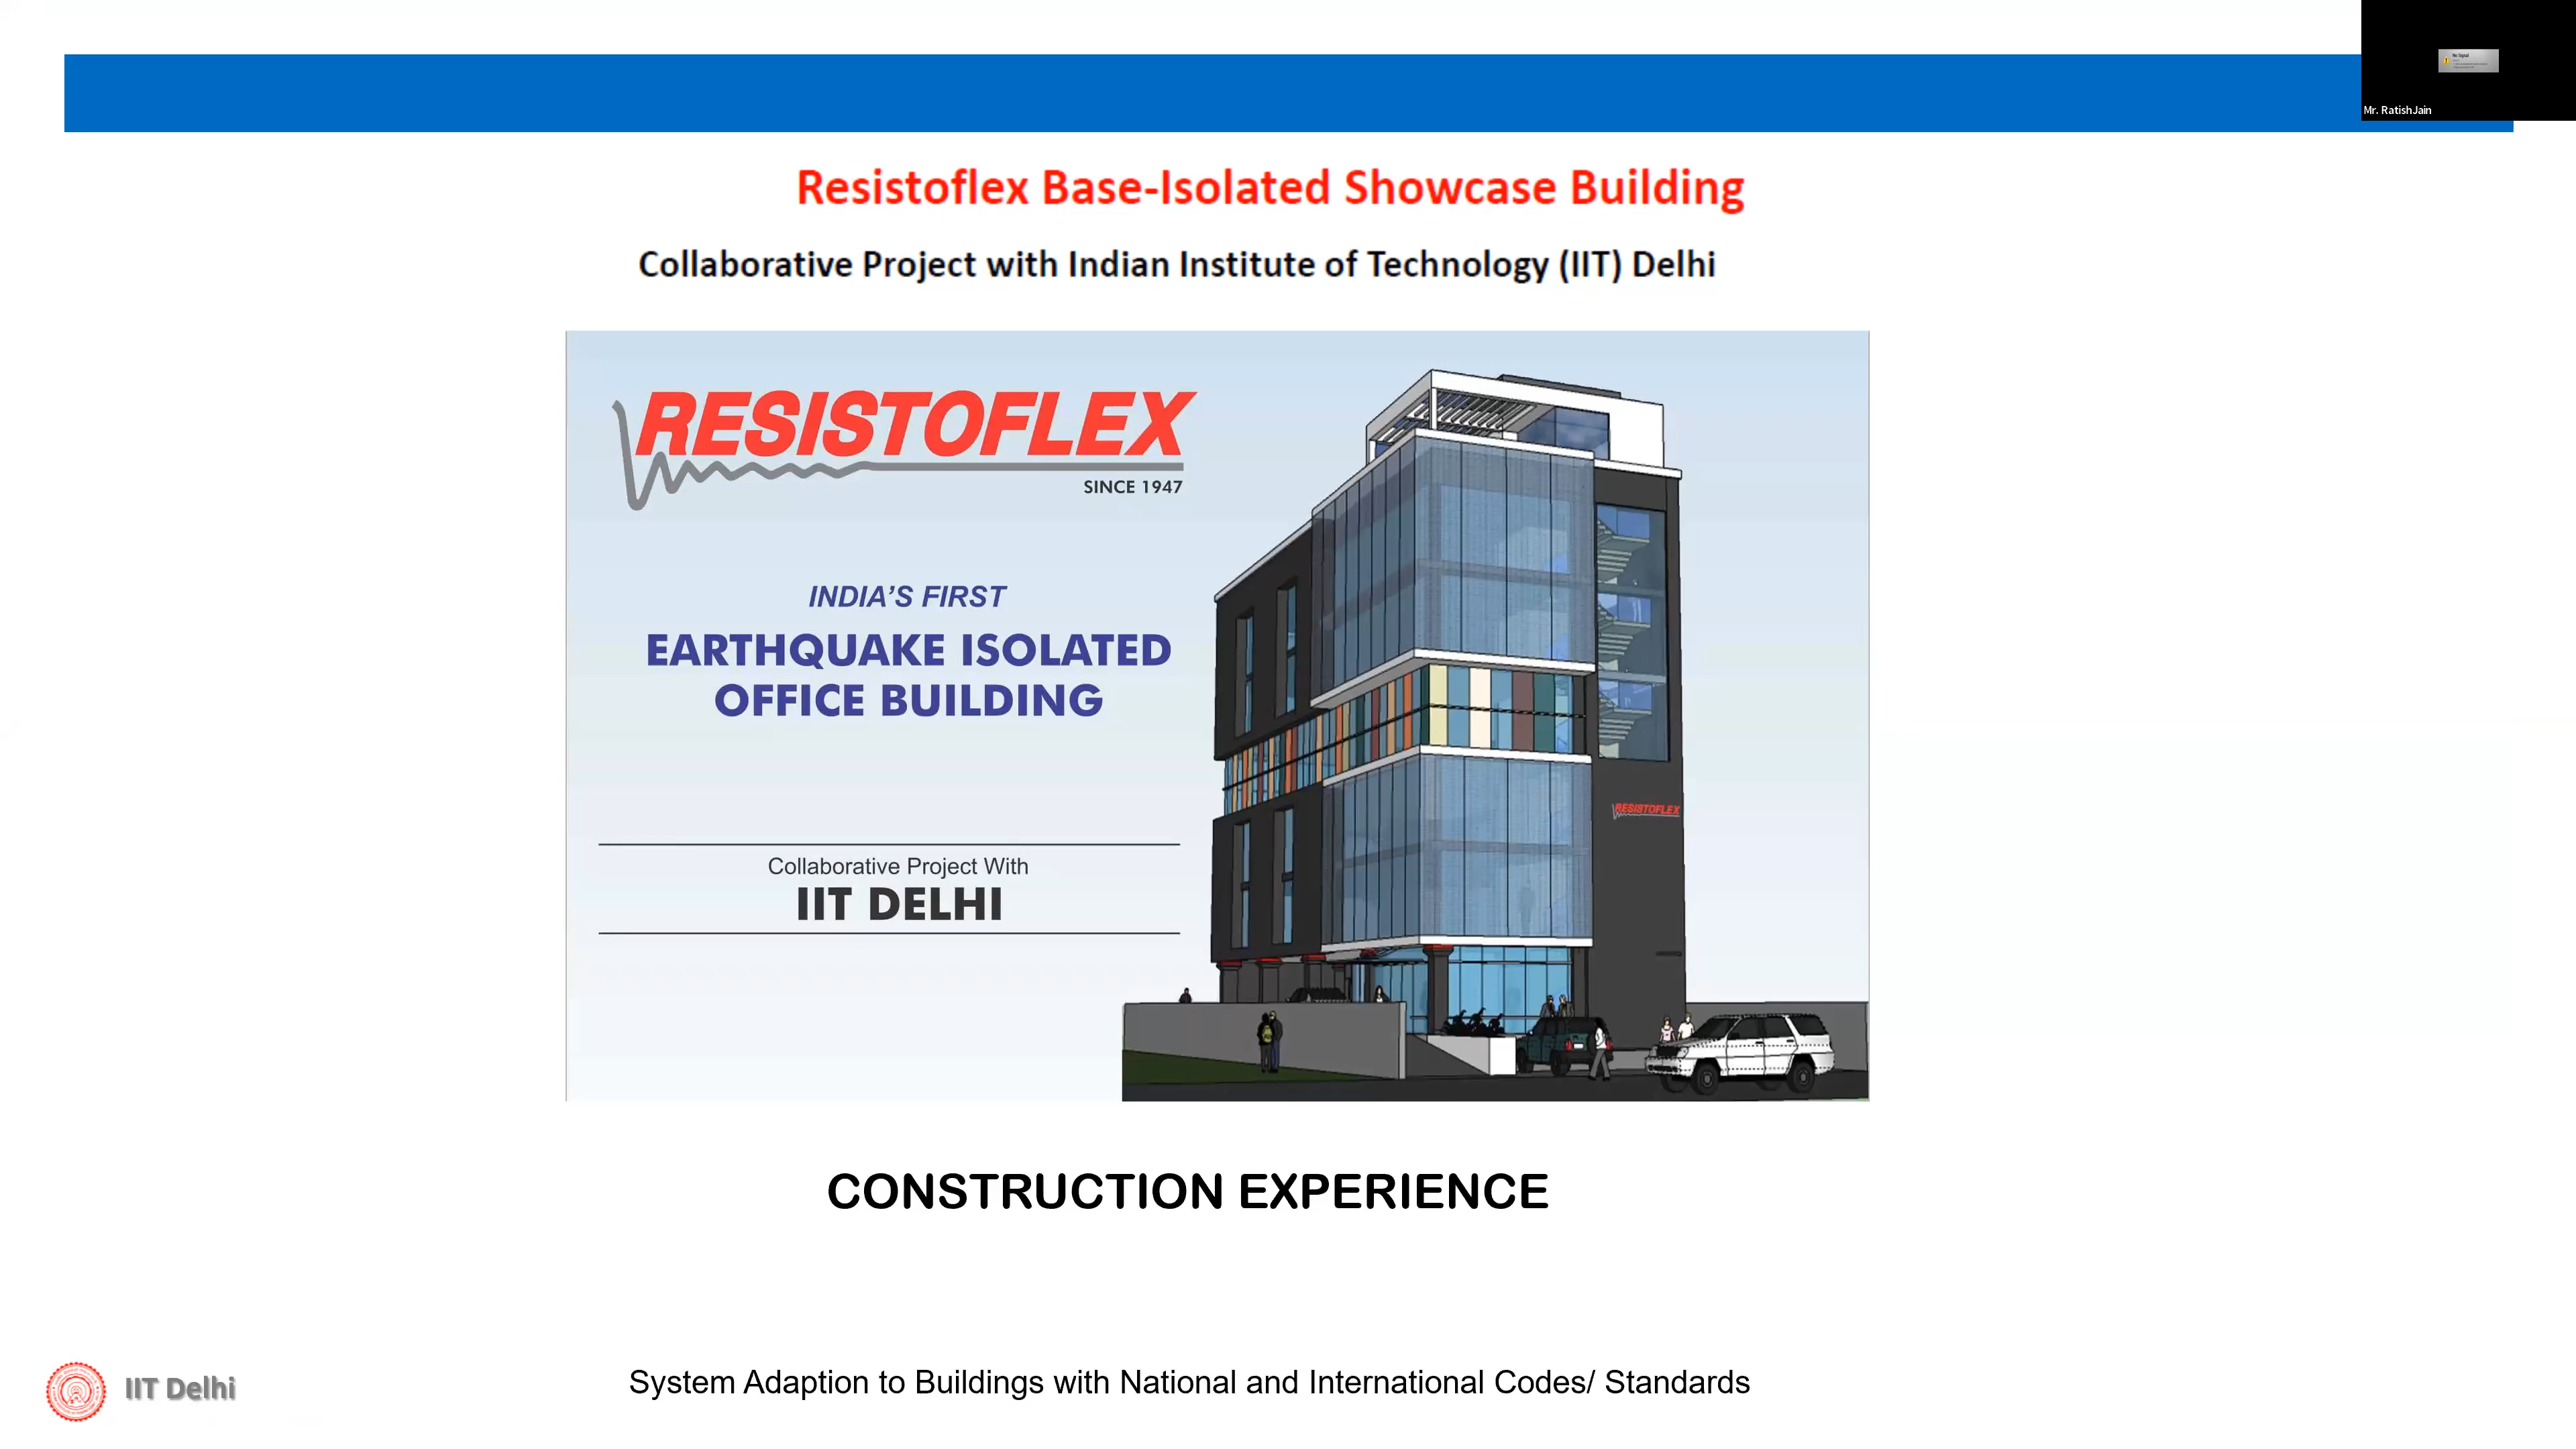 Mr. RatishJain
Resistoflex Base-Isolated Showcase Building
Collaborative Project with Indian Institute of Technology (IIT) Delhi
RESISTOFLEX
SINCE 1947
INDIA'S FIRST
EARTHQUAKE ISOLATED
OFFICE BUILDING
Collaborative Project With
IIT DELHI
RESISTOFLEX
CONSTRUCTION EXPERIENCE
IIT Delhi
System Adaption to Buildings with National and International Codes/ Standards